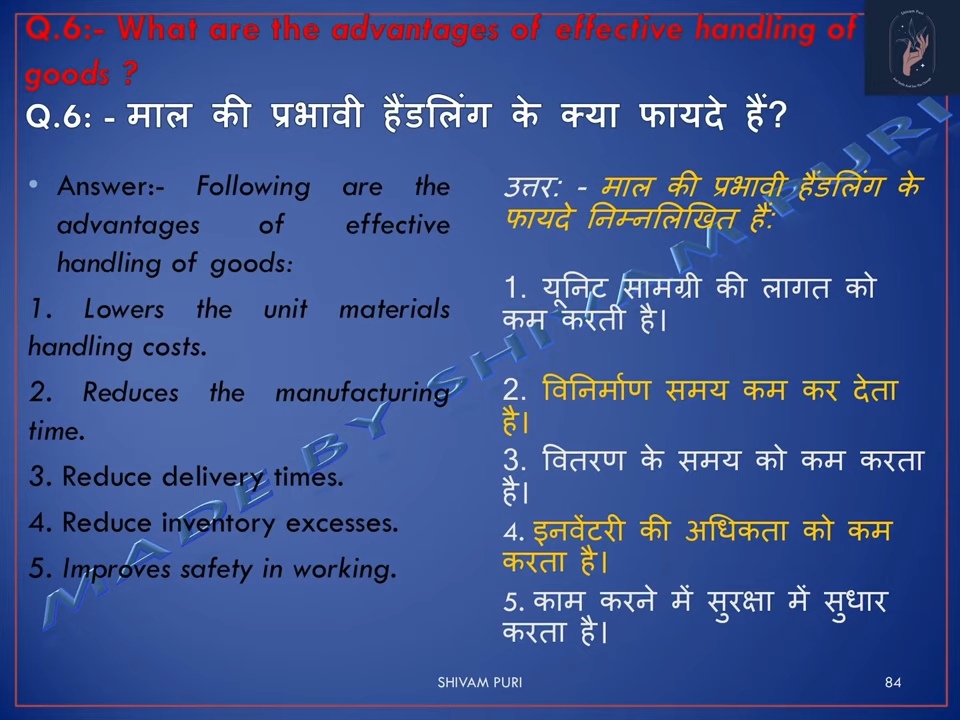 Q.6:- What are the advantages of effective handling of
goods ?
Q.6: - माल की प्रभावी हैंडलिंग के क्या फायदे हैं?
• Answer:- Following are the
advantages of effective
handling of goods:
1. Lowers the unit materials
handling costs.
2. Reduces the manufacturing
time.
3. Reduce delivery times.
4. Reduce inventory excesses.
5. Improves safety in working.
उत्तर: - माल की प्रभावी हैंडलिंग के
फायदे निम्नलिखित हैं:
1. यूनिट सामग्री की लागत को
कम करती है।
2. विनिर्माण समय कम कर देता
है।
3. वितरण के समय को कम करता
है।
4. इनवेंटरी की अधिकता को कम
करता है।
5. काम करने में सुरक्षा में सुधार
करता है।
MADE BY SHIVAM PURI
SHIVAM PURI
84
Shivam Puri